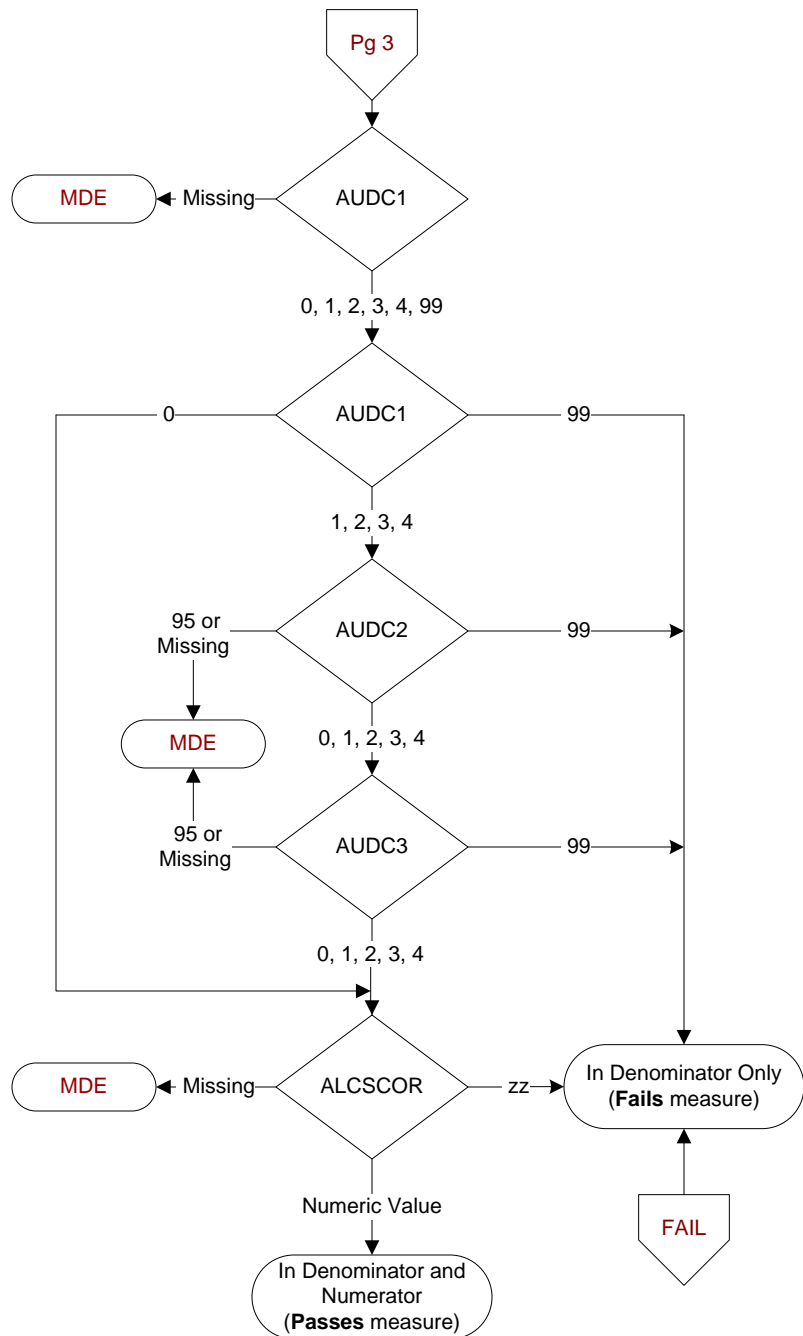 Pg 3
AUDC1
Missing
MDE
0, 1, 2, 3, 4, 99
AUDC1
0
99
1, 2, 3, 4
AUDC2
95 or
Missing
99
MDE
0, 1, 2, 3, 4
AUDC3
95 or
Missing
99
0, 1, 2, 3, 4
ALCSCOR
Missing
MDE
zz
In Denominator Only
(Fails measure)
Numeric Value
FAIL
In Denominator and
Numerator
(Passes measure)